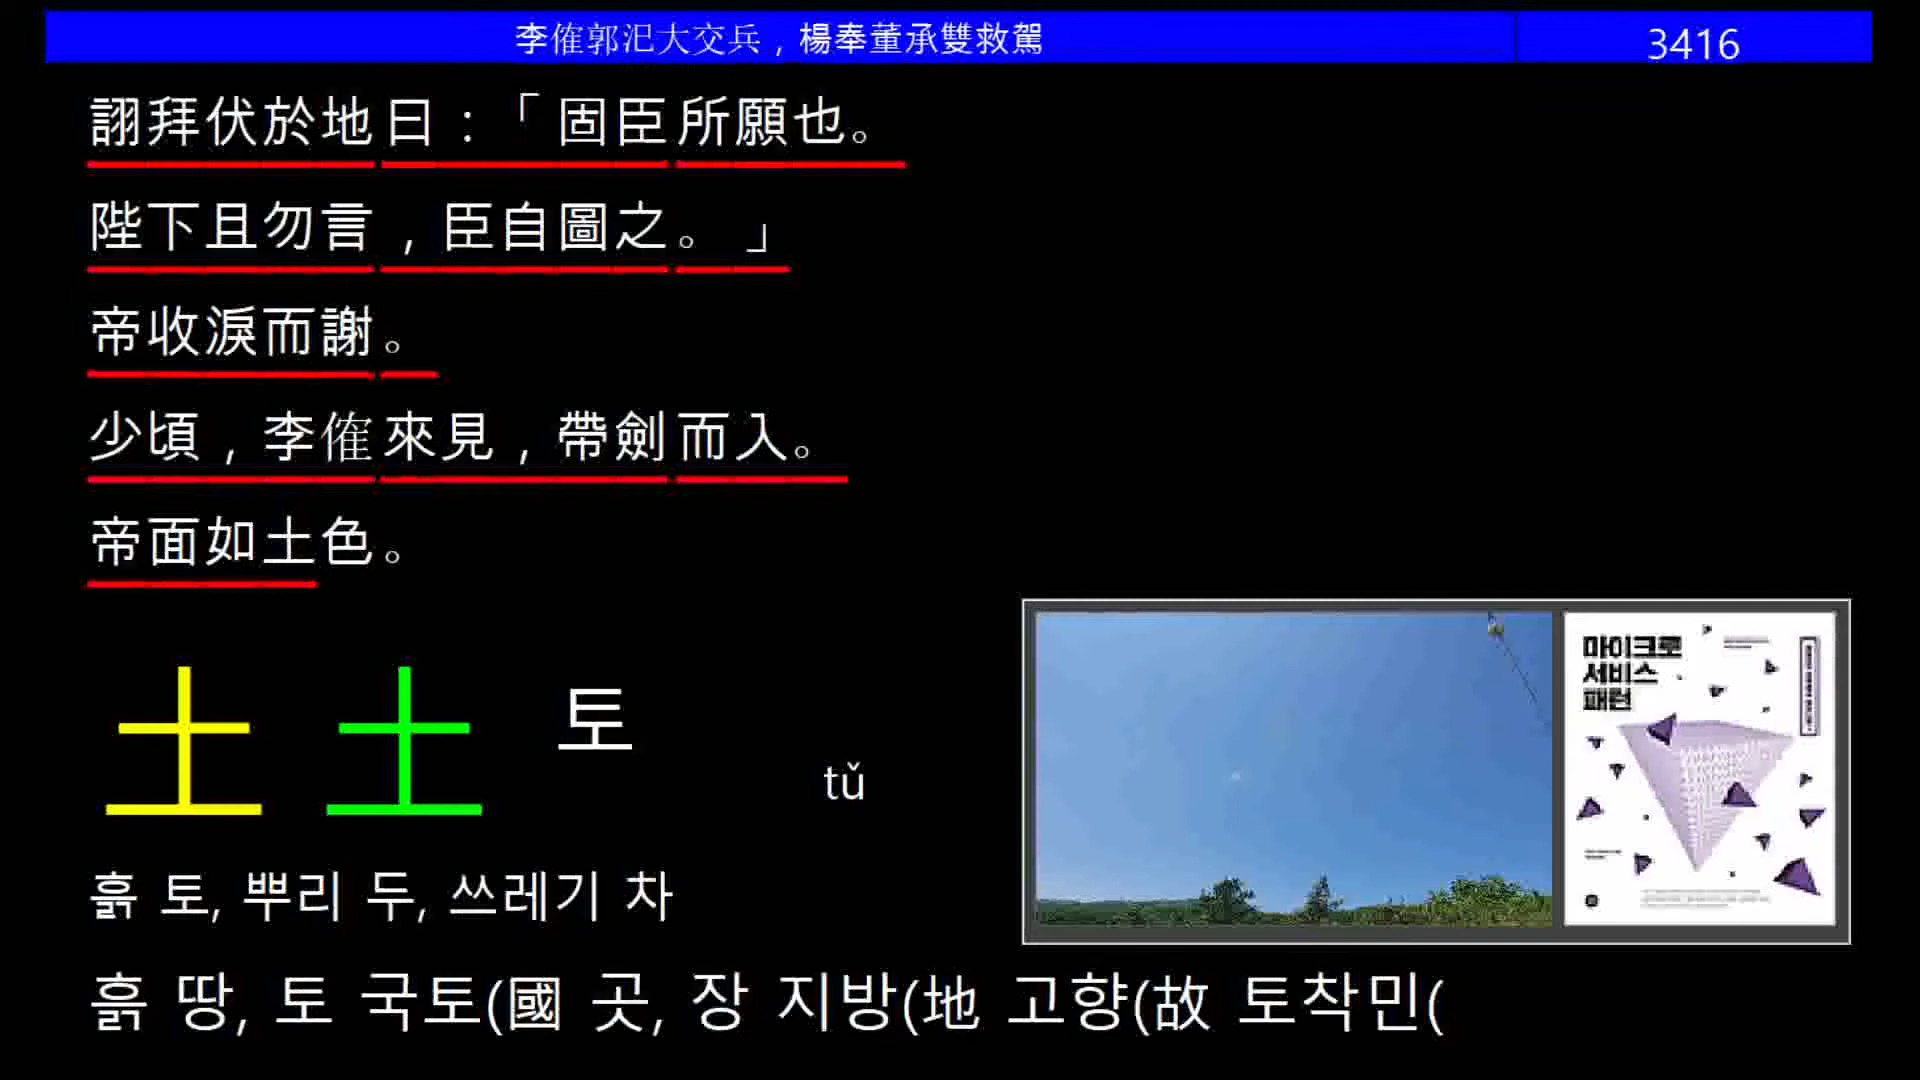 李傕郭汜大交兵，楊奉董承雙救駕
3416
詡拜伏於地曰：「固臣所願也。
陛下且勿言，臣自圖之。」
帝收淚而謝。
少頃，李傕來見，帶劍而入。
帝面如土色。
土 土 토
tǔ
흙 토, 뿌리 두, 쓰레기 차
흙 땅, 토 국토(國 곳, 장 지방(地 고향(故 토착민(
마이크로
서비스
패턴